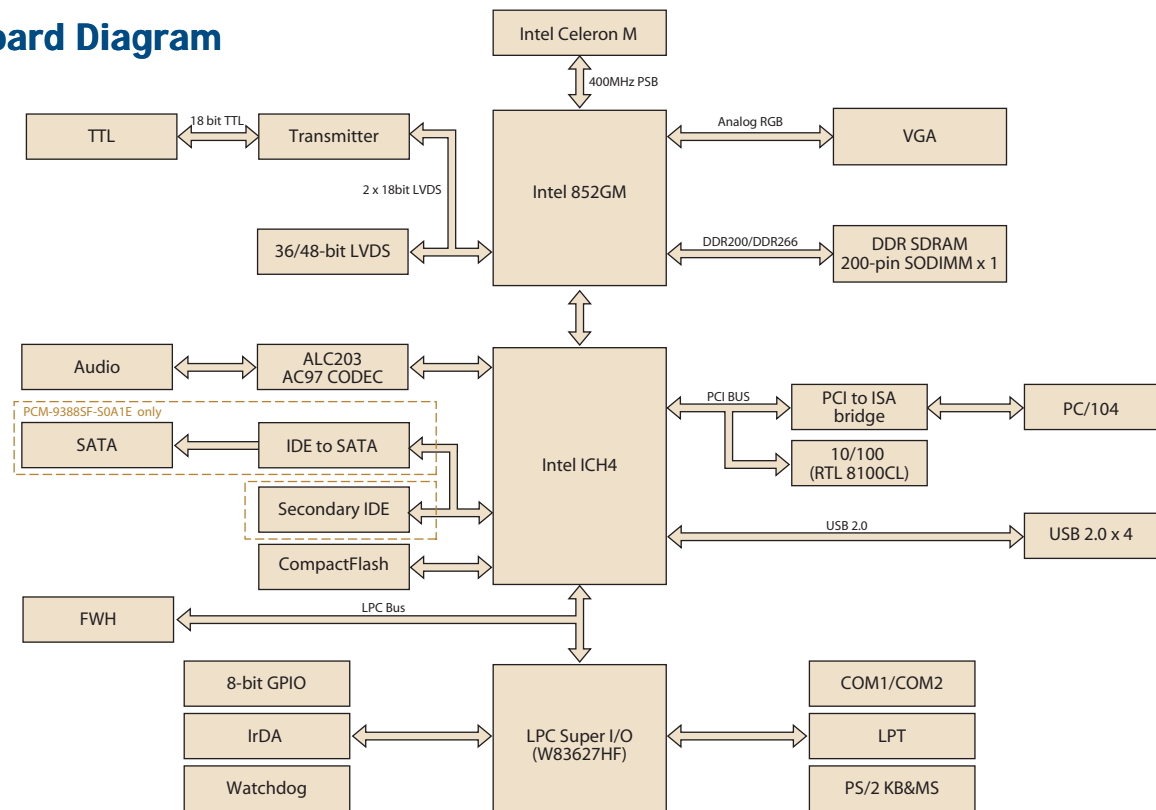 oard Diagram
Intel Celeron M
400MHz PSB
TTL
18 bit TTL
Transmitter
2 x 18bit LVDS
36/48-bit LVDS
Intel 852GM
Analog RGB
VGA
DDR200/DDR266
DDR SDRAM
200-pin SODIMM x 1
Audio
ALC203
AC97 CODEC
PCM-9388SF-S0A1E only
SATA
IDE to SATA
Secondary IDE
CompactFlash
Intel ICH4
PCI BUS
PCI to ISA
bridge
PC/104
10/100
(RTL 8100CL)
USB 2.0
USB 2.0 x 4
FWH
LPC Bus
8-bit GPIO
IrDA
Watchdog
LPC Super I/O
(W83627HF)
COM1/COM2
LPT
PS/2 KB&MS